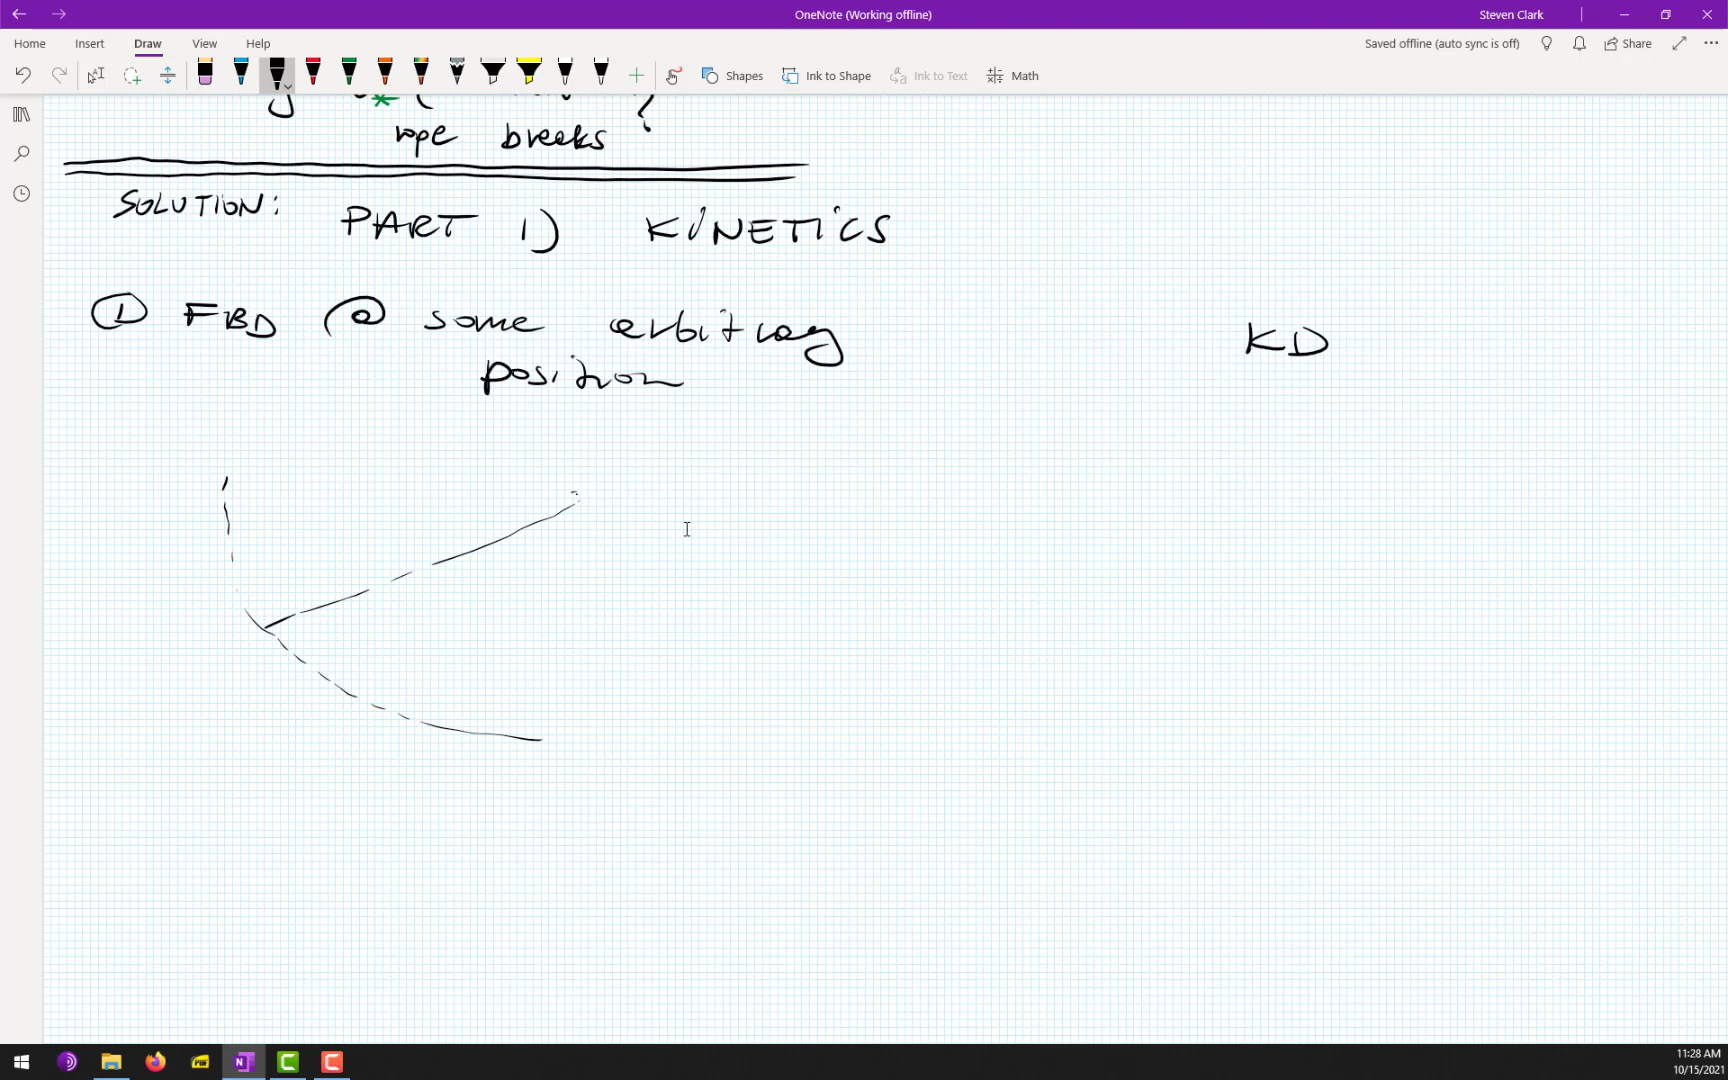 OneNote (Working offline)
Steven Clark
Home Insert Draw View Help
Saved offline (auto sync is off) Share
Shapes Ink to Shape Ink to Text Math
rope breaks ?
SOLUTION: PART 1) KINETICS
① FBD @ some arbitray
position
KD
PDF
N
11:28 AM
10/15/2021